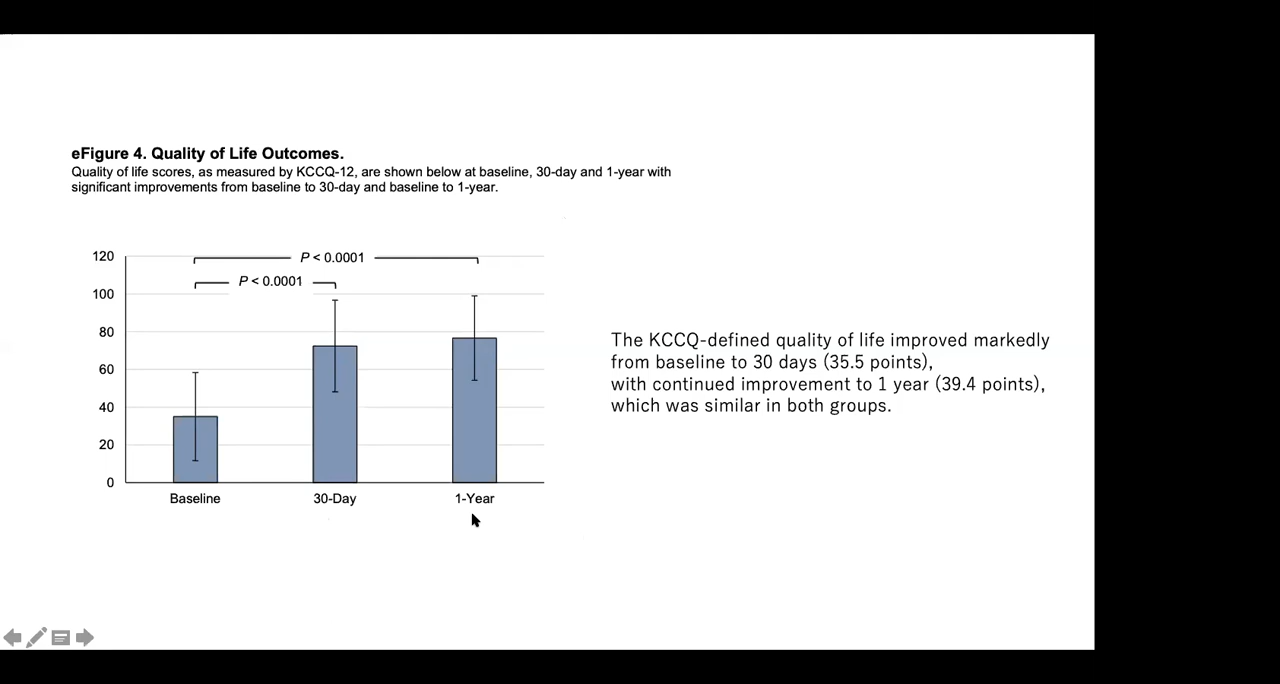 eFigure 4. Quality of Life Outcomes.
Quality of life scores, as measured by KCCQ-12, are shown below at baseline, 30-day and 1-year with
significant improvements from baseline to 30-day and baseline to 1-year.
120
100
80
60
40
20
0
P < 0.0001
P < 0.0001
Baseline
30-Day
1-Year
The KCCQ-defined quality of life improved markedly
from baseline to 30 days (35.5 points),
with continued improvement to 1 year (39.4 points),
which was similar in both groups.